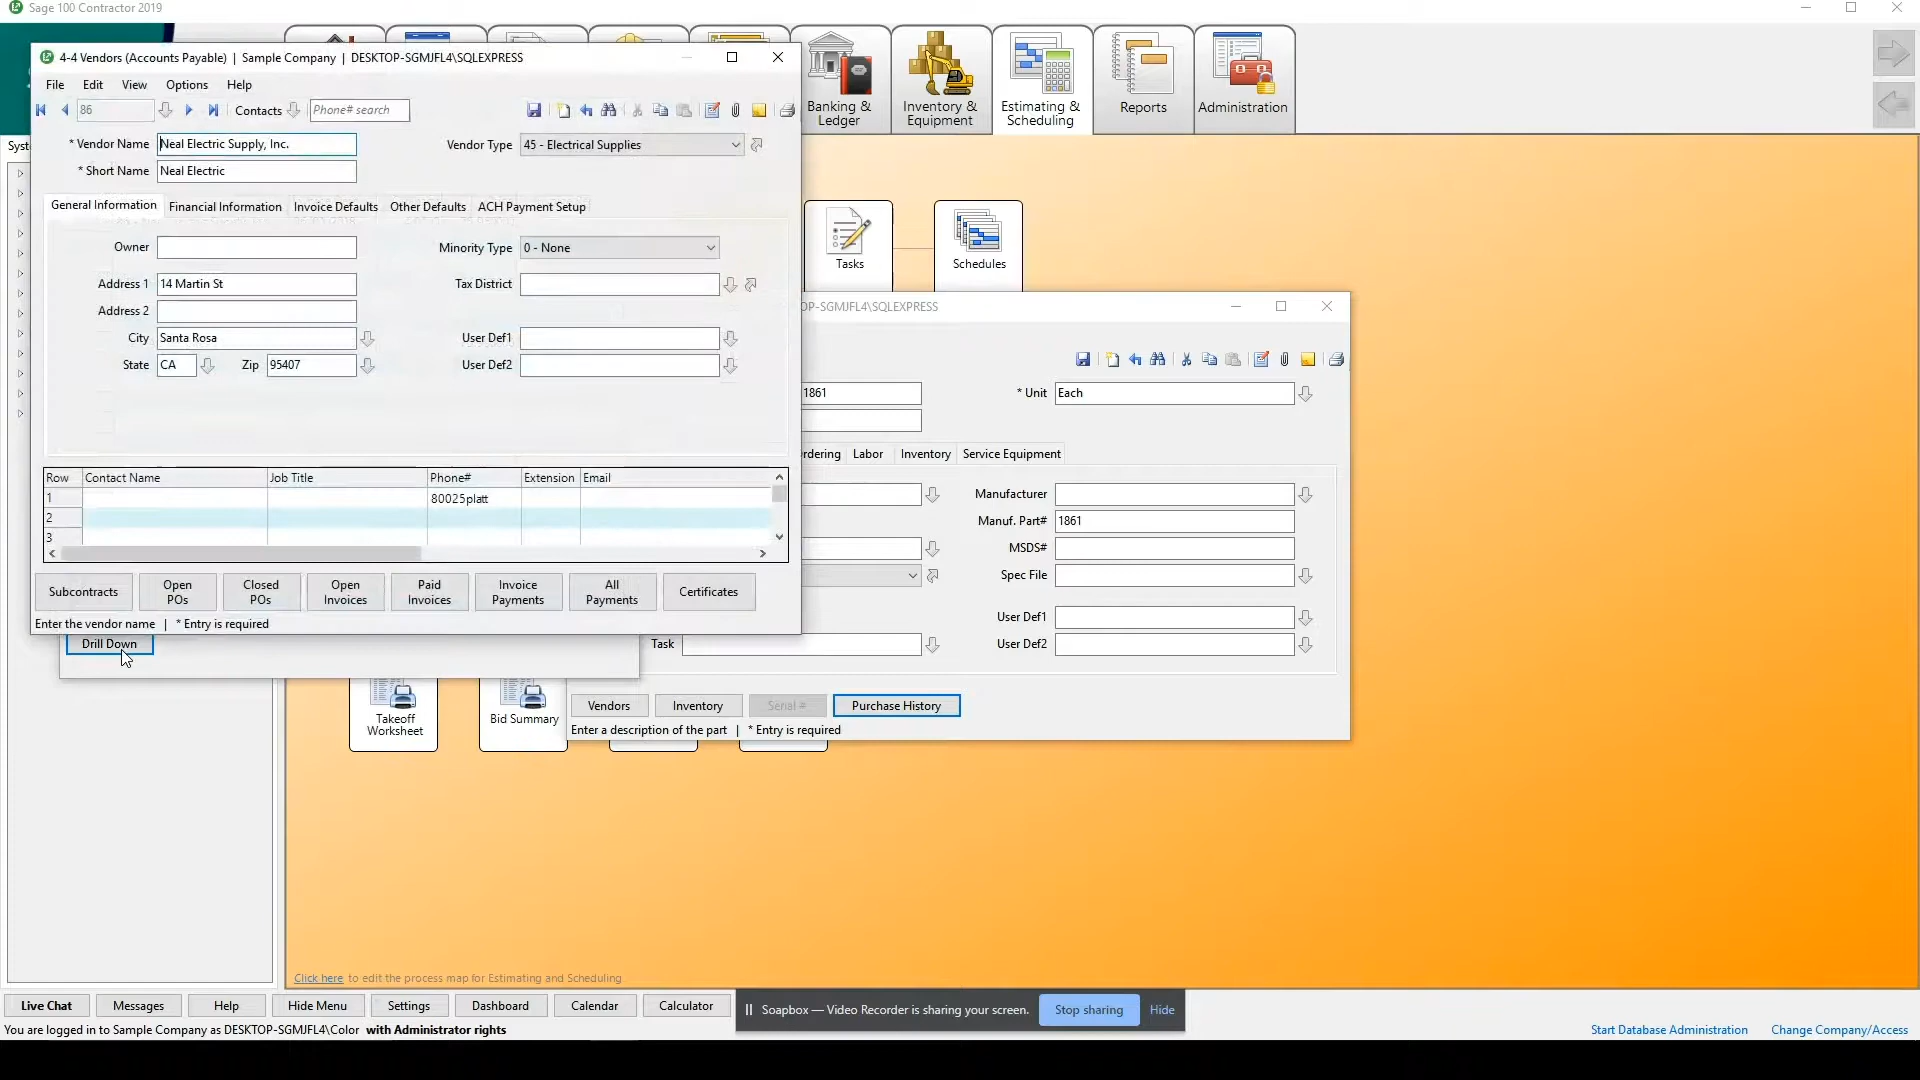 Sage 100 Contractor 2019
4-4 Vendors (Accounts Payable) | Sample Company | DESKTOP-SGMJFL4\SQLEXPRESS
File Edit View Options Help
86 Contacts Phone# search
* Vendor Name Neal Electric Supply, Inc. Vendor Type 45 - Electrical Supplies
* Short Name Neal Electric
General Information Financial Information Invoice Defaults Other Defaults ACH Payment Setup
Owner Minority Type 0 - None
Address 1 14 Martin St Tax District
Address 2
City Santa Rosa User Def1
State CA Zip 95407 User Def2
Row Contact Name Job Title Phone# Extension Email
1 80025platt
2
3
Subcontracts Open POs Closed POs Open Invoices Paid Invoices Invoice Payments All Payments Certificates
Enter the vendor name | * Entry is required
Drill Down
Banking & Ledger
Inventory & Equipment
Estimating & Scheduling
Reports
Administration
Syst
Tasks
Schedules
OP-SGMJFL4\SQLEXPRESS
1861 * Unit Each
rdering Labor Inventory Service Equipment
Manufacturer
Manuf. Part# 1861
MSDS#
Spec File
User Def1
Task User Def2
Vendors Inventory Serial # Purchase History
Enter a description of the part | * Entry is required
Takeoff Worksheet
Bid Summary
Click here to edit the process map for Estimating and Scheduling
Live Chat Messages Help Hide Menu Settings Dashboard Calendar Calculator
Soapbox — Video Recorder is sharing your screen. Stop sharing Hide
You are logged in to Sample Company as DESKTOP-SGMJFL4\Color with Administrator rights
Start Database Administration Change Company/Access